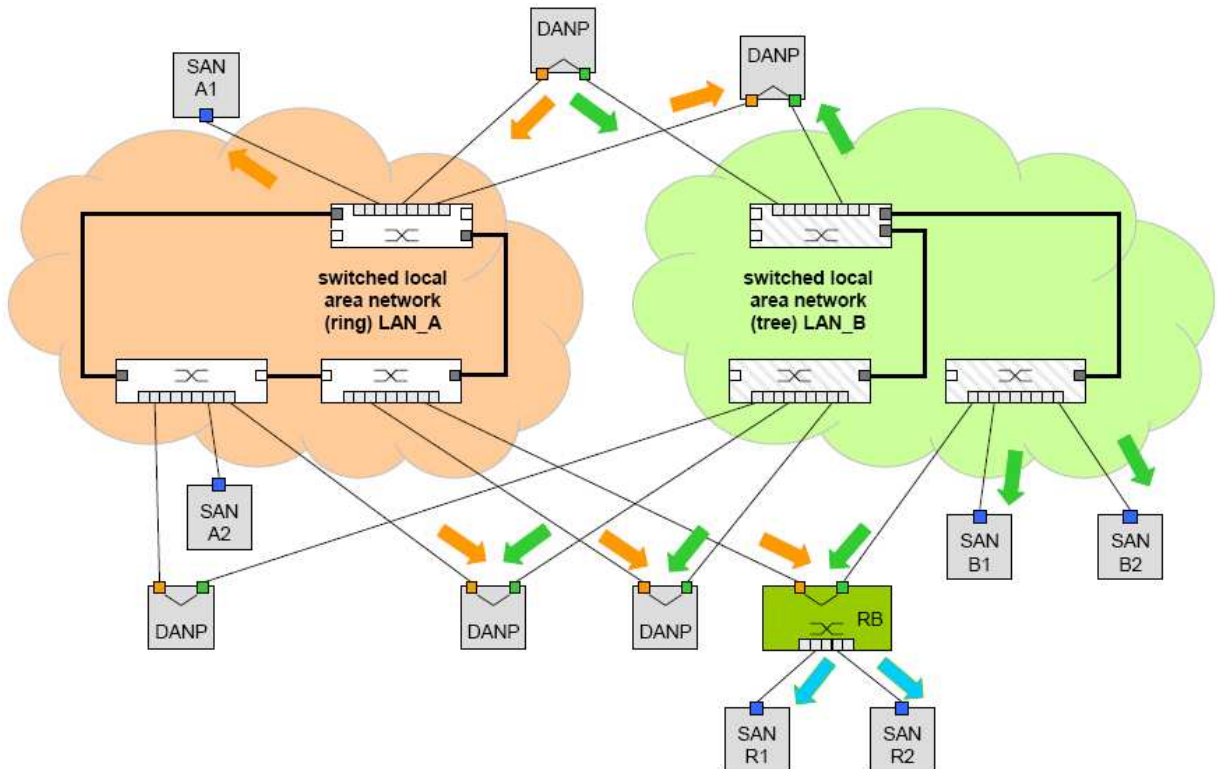 DANP
DANP
SAN
A1
switched local
area network
(ring) LAN_A
switched local
area network
(tree) LAN_B
SAN
A2
SAN
B1
SAN
B2
DANP
DANP
DANP
RB
SAN
R1
SAN
R2